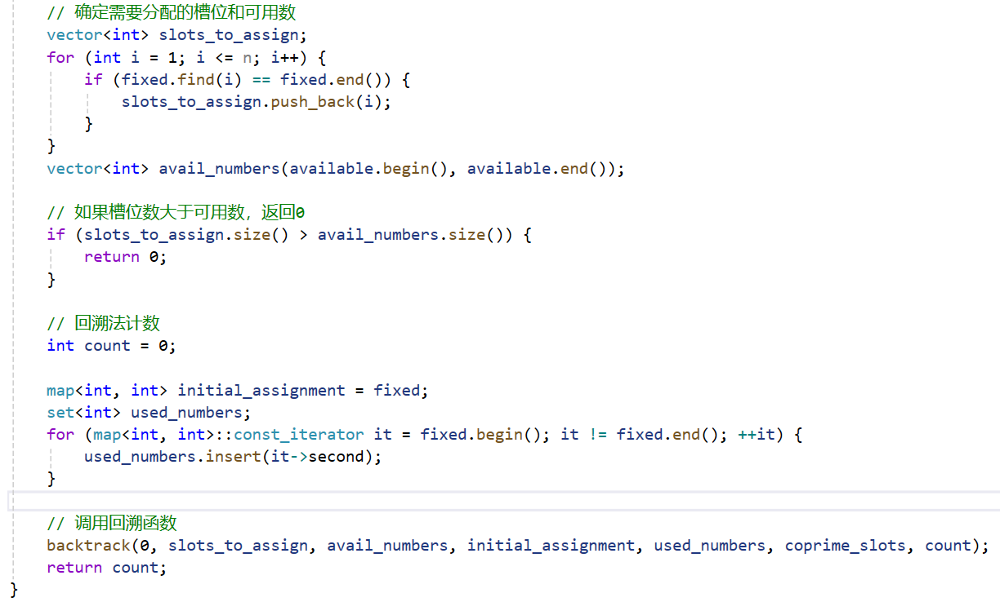 // 确定需要分配的槽位和可用数
vector<int> slots_to_assign;
for (int i = 1; i <= n; i++) {
if (fixed.find(i) == fixed.end()) {
slots_to_assign.push_back(i);
}
}
vector<int> avail_numbers(available.begin(), available.end());
// 如果槽位数大于可用数，返回0
if (slots_to_assign.size() > avail_numbers.size()) {
return 0;
}
// 回溯法计数
int count = 0;
map<int, int> initial_assignment = fixed;
set<int> used_numbers;
for (map<int, int>::const_iterator it = fixed.begin(); it != fixed.end(); ++it) {
used_numbers.insert(it->second);
}
// 调用回溯函数
backtrack(0, slots_to_assign, avail_numbers, initial_assignment, used_numbers, coprime_slots, count);
return count;
}